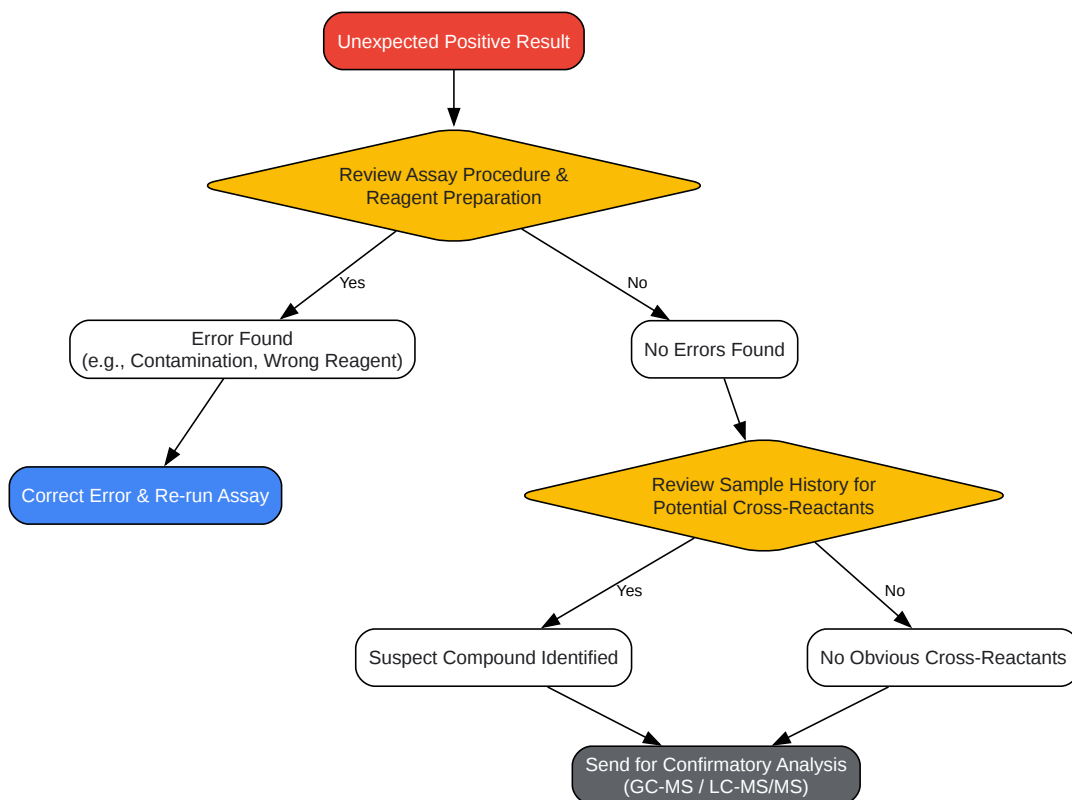 Unexpected Positive Result
Review Assay Procedure &
Reagent Preparation
Yes
No
Error Found
(e.g., Contamination, Wrong Reagent)
No Errors Found
Correct Error & Re-run Assay
Review Sample History for
Potential Cross-Reactants
Yes
No
Suspect Compound Identified
No Obvious Cross-Reactants
Send for Confirmatory Analysis
(GC-MS / LC-MS/MS)